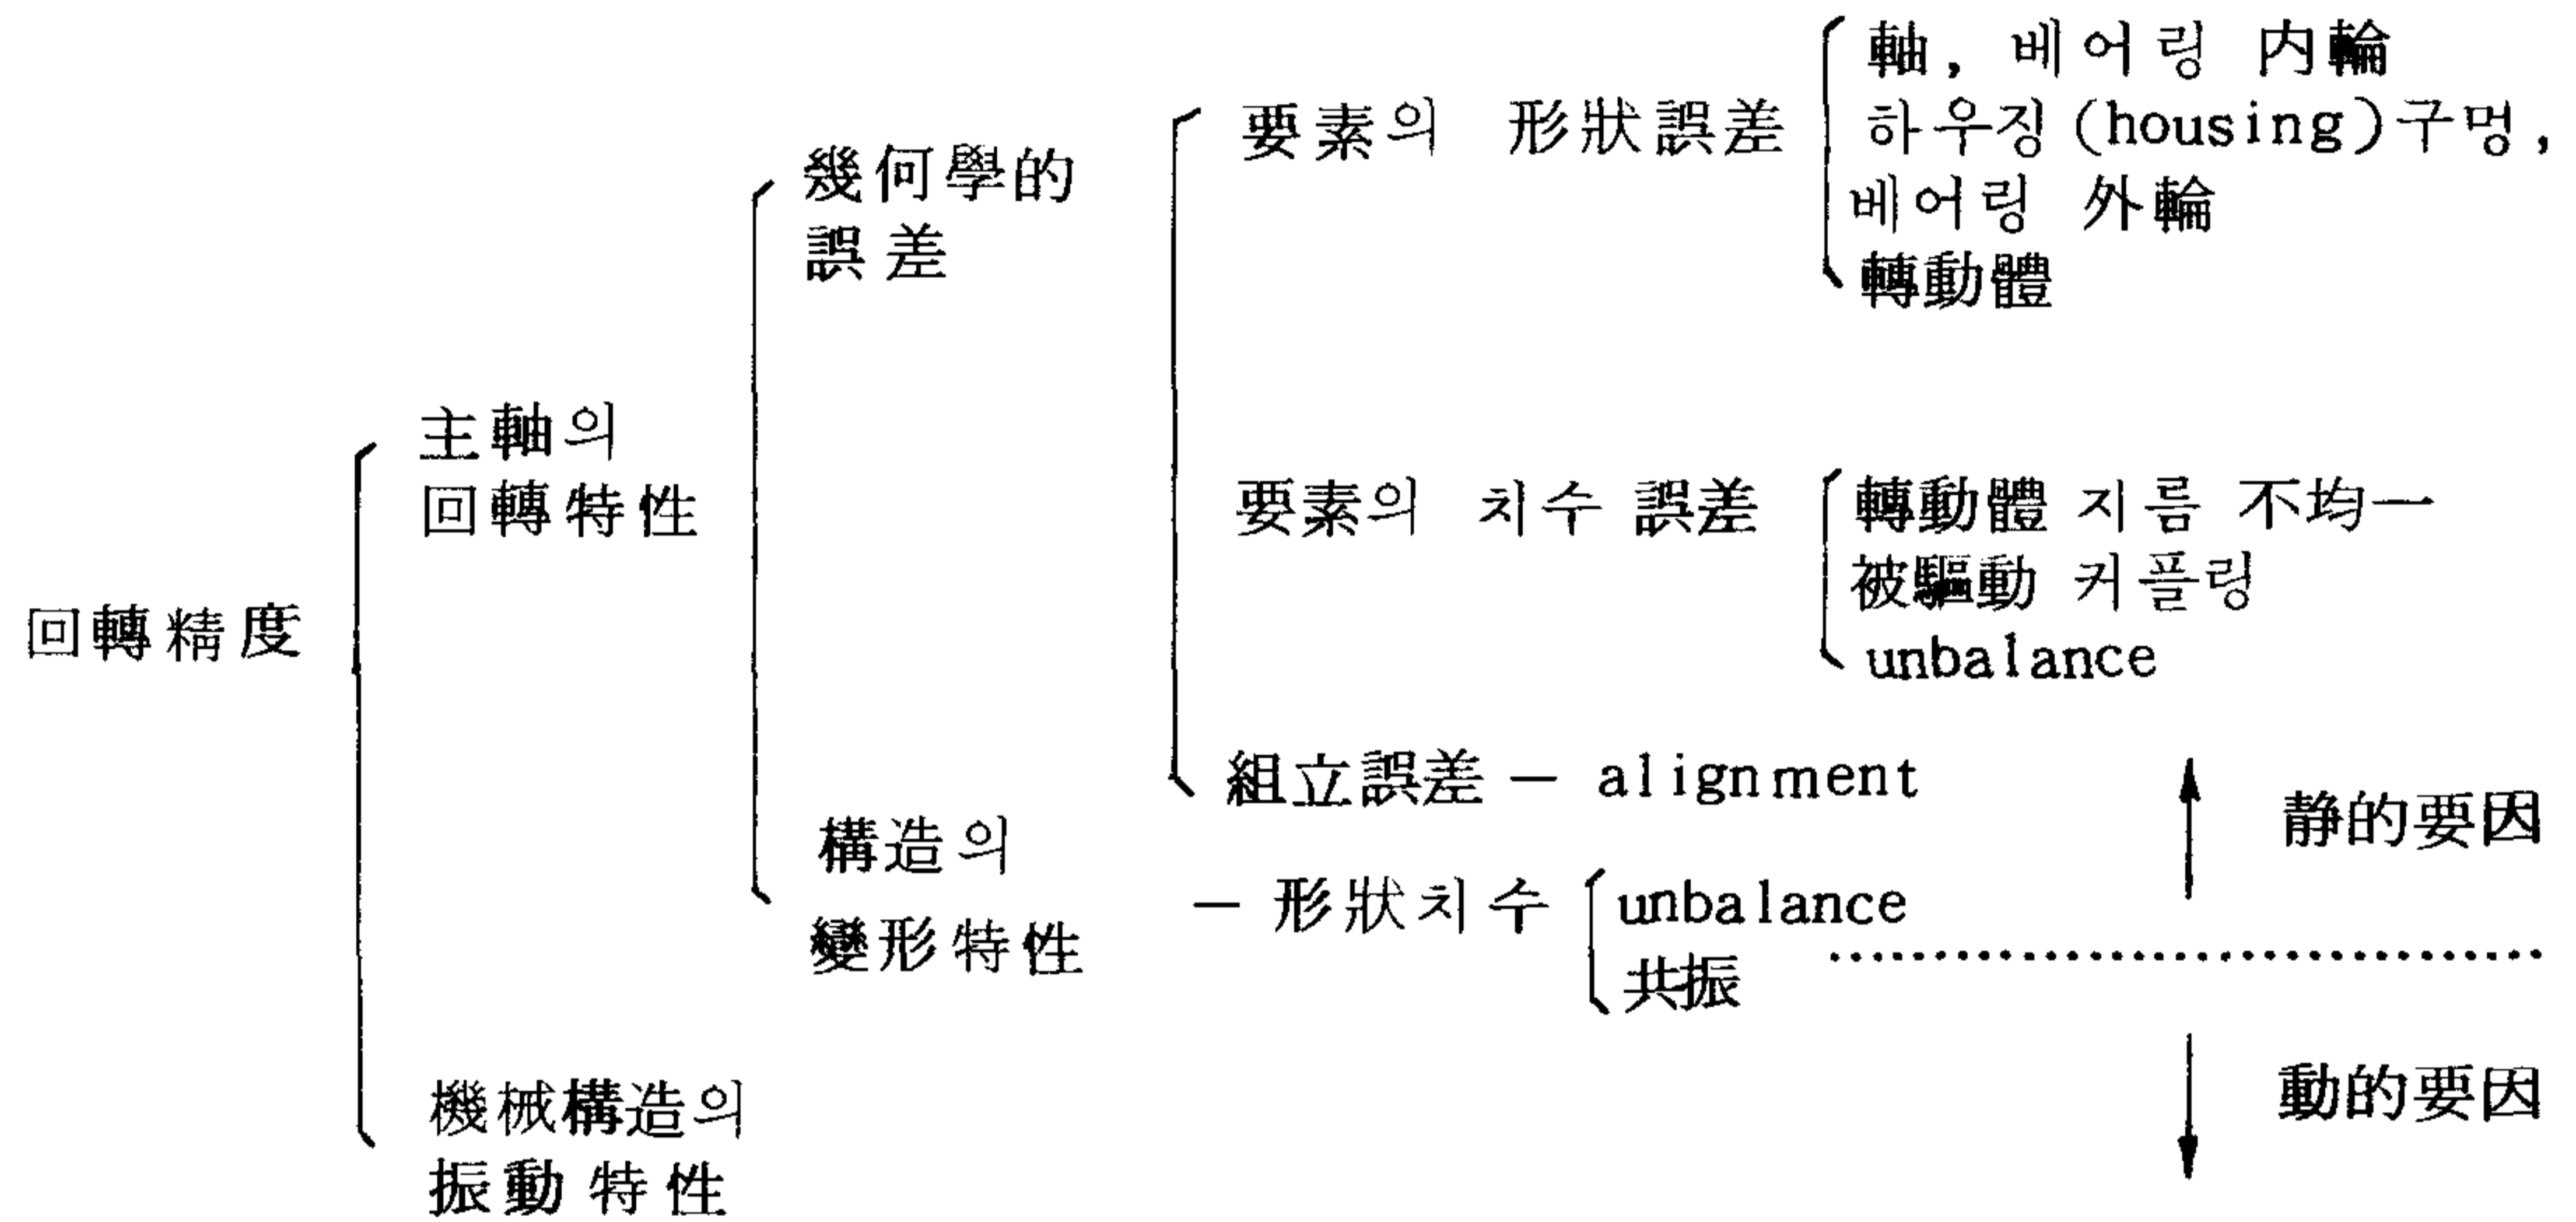 軸, 베어링 内輪
要素의 形狀誤差
하우징(housing)구멍,
幾何學的
誤差
베어링 外輪
轉動體
主軸의
回轉特性
要素의 치수 誤差
轉動體 지름 不均一
被驅動 커플링
unbalance
回轉精度
組立誤差 — alignment
静的要因
構造의
變形特性
— 形狀치수
unbalance
共振
機械構造의
振動特性
動的要因